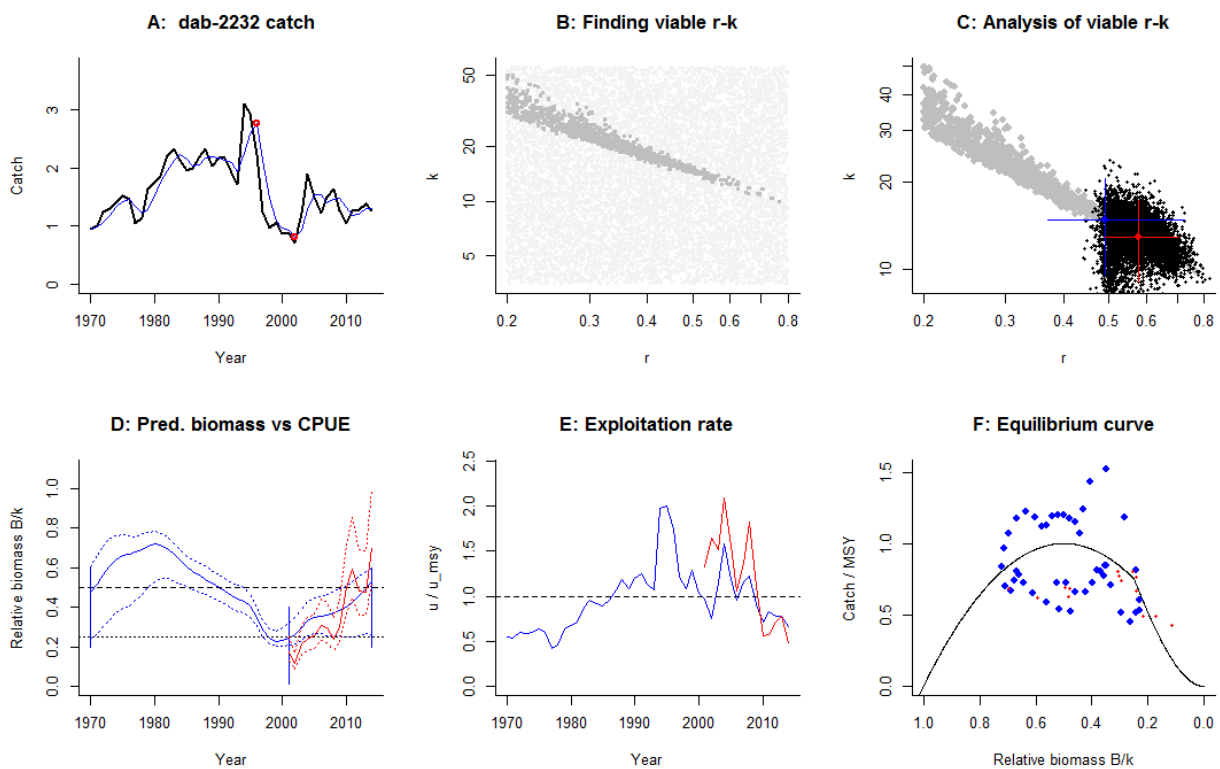 A: dab-2232 catch
Catch
0 1 2 3
1970 1980 1990 2000 2010
Year
B: Finding viable r-k
k
5 10 20 50
0.2 0.3 0.4 0.5 0.6 0.8
r
C: Analysis of viable r-k
k
10 20 30 40
0.2 0.3 0.4 0.5 0.6 0.7 0.8
r
D: Pred. biomass vs CPUE
Relative biomass B/k
0.0 0.2 0.4 0.6 0.8 1.0
1970 1980 1990 2000 2010
Year
E: Exploitation rate
u / u_msy
0.0 0.5 1.0 1.5 2.0 2.5
1970 1980 1990 2000 2010
Year
F: Equilibrium curve
Catch / MSY
0.0 0.5 1.0 1.5
1.0 0.8 0.6 0.4 0.2 0.0
Relative biomass B/k